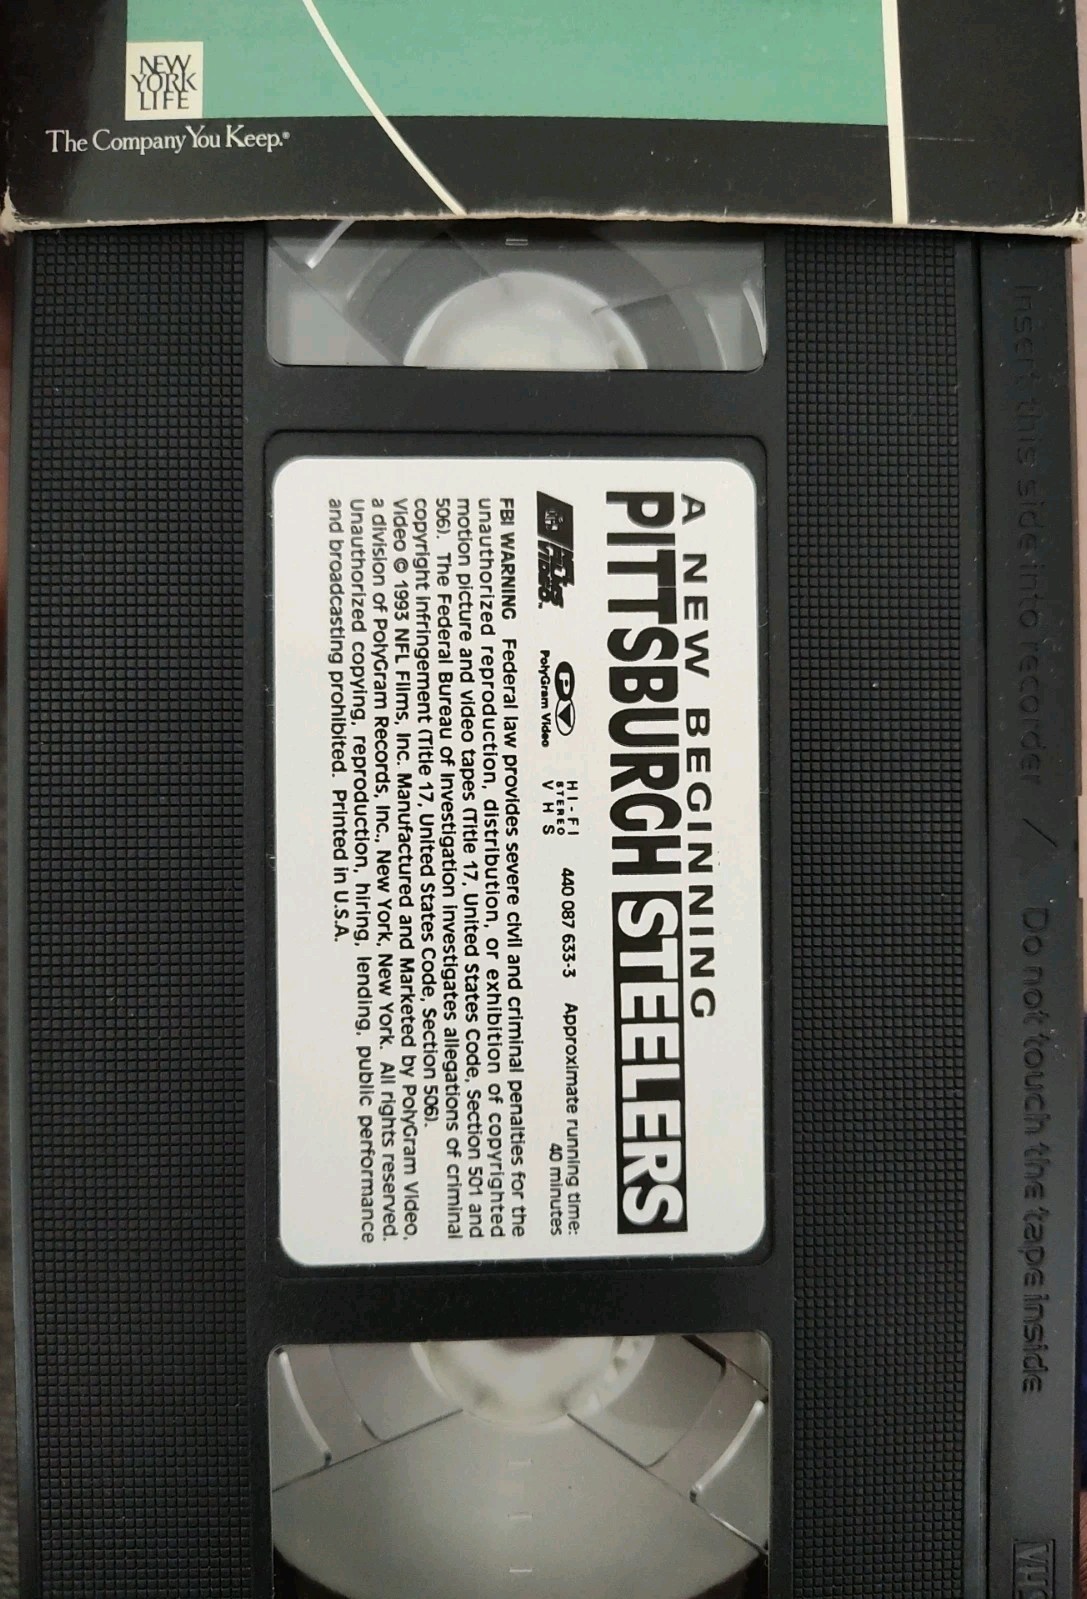 NEW
YORK
LIFE
The Company You Keep.®
Insert this side into recorder / Do not touch the tape inside
VHS
A NEW BEGINNING
PITTSBURGH STEELERS
PolyGram Video
HI-FI
STEREO
VHS
440 087 633-3
Approximate running time:
40 minutes
FBI WARNING Federal law provides severe civil and criminal penalties for the
unauthorized reproduction, distribution, or exhibition of copyrighted
motion picture and video tapes (Title 17, United States Code, Section 501 and
506). The Federal Bureau of Investigation investigates allegations of criminal
copyright infringement (Title 17, United States Code, Section 506).
Video © 1993 NFL Films, Inc. Manufactured and Marketed by PolyGram Video,
a division of PolyGram Records, Inc., New York, New York. All rights reserved.
Unauthorized copying, reproduction, hiring, lending, public performance
and broadcasting prohibited. Printed in U.S.A.